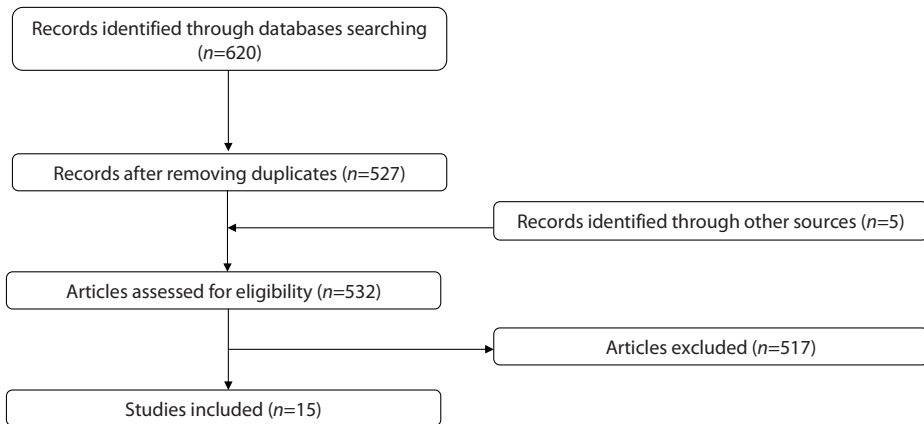 Records identified through databases searching
(n=620)
Records after removing duplicates (n=527)
Records identified through other sources (n=5)
Articles assessed for eligibility (n=532)
Articles excluded (n=517)
Studies included (n=15)